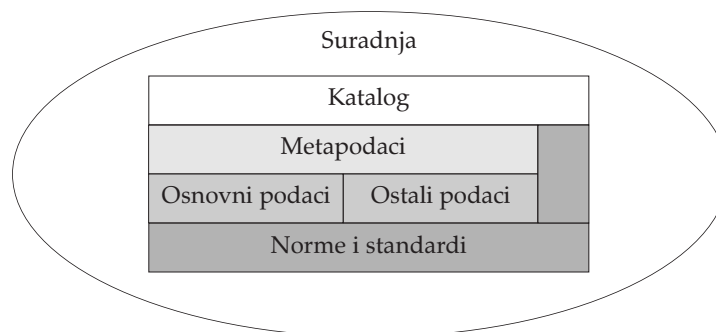 Suradnja
Katalog
Metapodaci
Osnovni podaci Ostali podaci
Norme i standardi